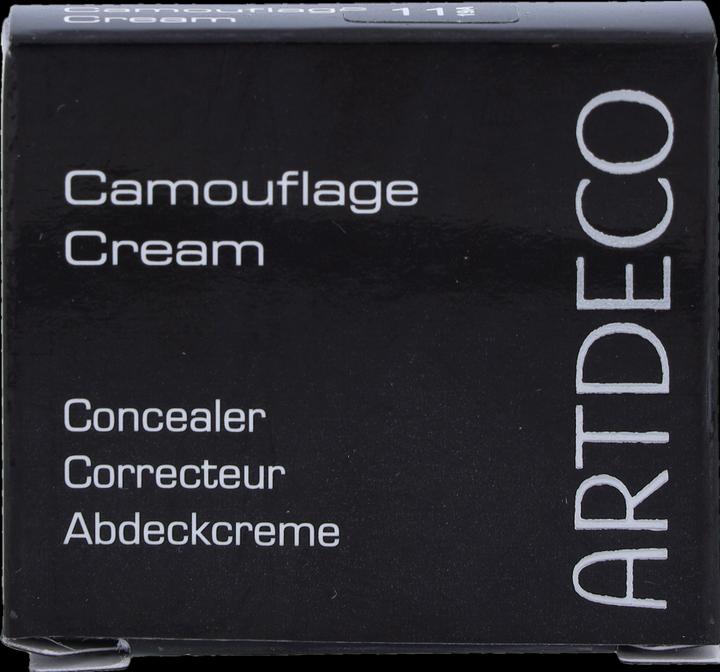 Camouflage
Cream
11
Camouflage
Cream
Concealer
Correcteur
Abdeckcreme
ARTDECO